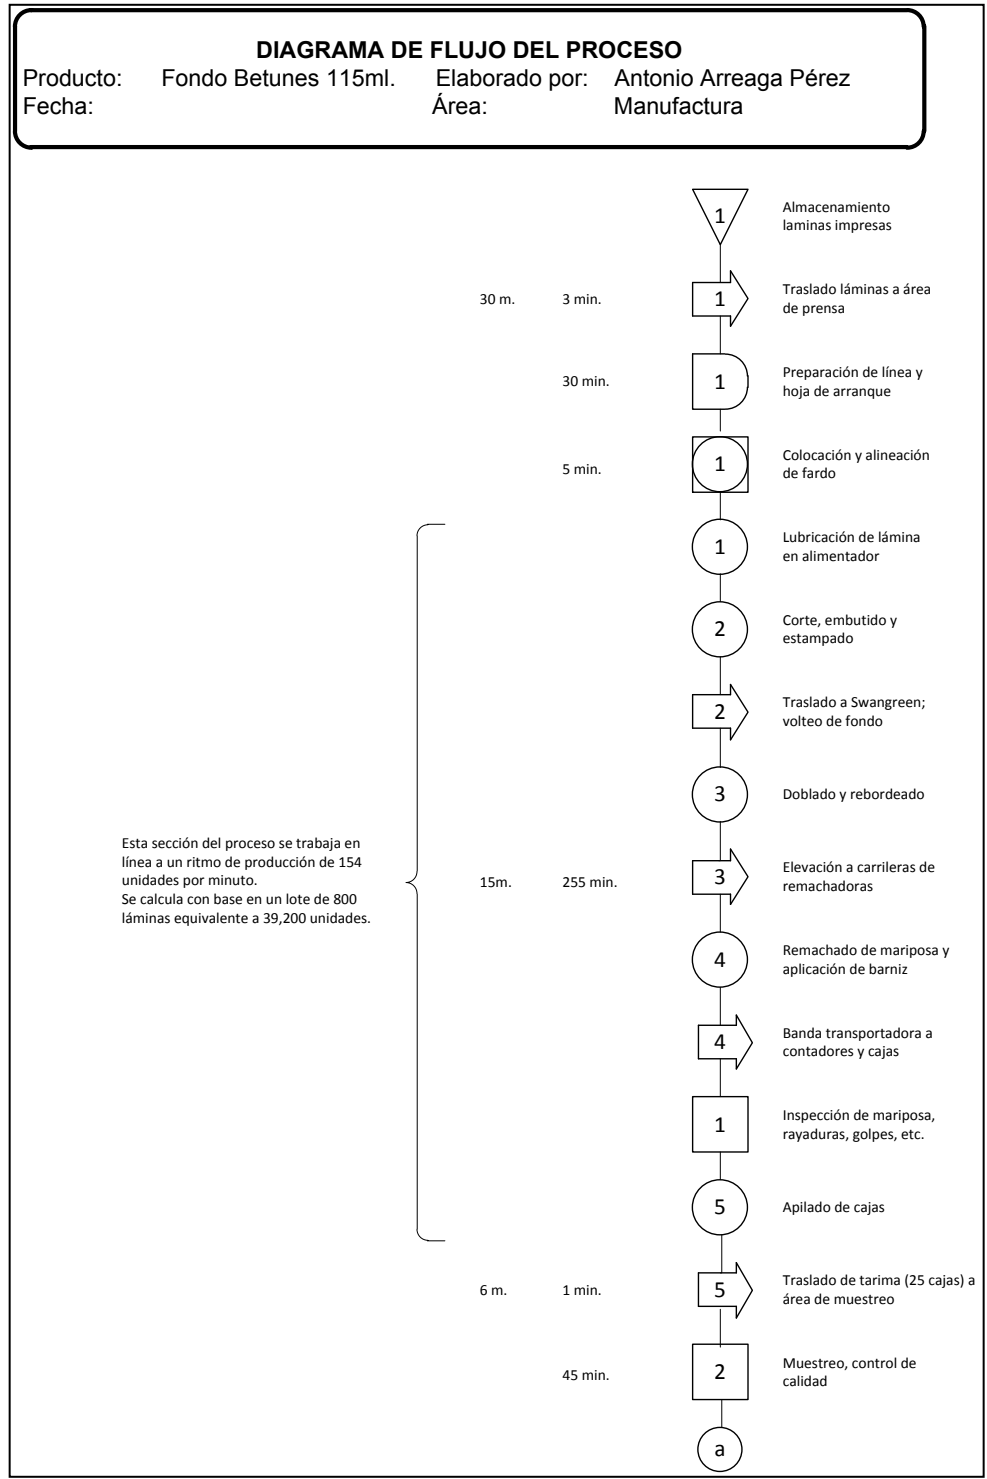 DIAGRAMA DE FLUJO DEL PROCESO
Producto: Fondo Betunes 115ml. Elaborado por: Antonio Arreaga Pérez
Fecha: Área: Manufactura
1 Almacenamiento
laminas impresas
30 m. 3 min. 1 Traslado láminas a área
de prensa
30 min. 1 Preparación de línea y
hoja de arranque
5 min. 1 Colocación y alineación
de fardo
1 Lubricación de lámina
en alimentador
2 Corte, embutido y
estampado
2 Traslado a Swangreen;
volteo de fondo
3 Doblado y rebordeado
Esta sección del proceso se trabaja en
línea a un ritmo de producción de 154
unidades por minuto.
Se calcula con base en un lote de 800
láminas equivalente a 39,200 unidades.
15m. 255 min. 3 Elevación a carrileras de
remachadoras
4 Remachado de mariposa y
aplicación de barniz
4 Banda transportadora a
contadores y cajas
1 Inspección de mariposa,
rayaduras, golpes, etc.
5 Apilado de cajas
6 m. 1 min. 5 Traslado de tarima (25 cajas) a
área de muestreo
45 min. 2 Muestreo, control de
calidad
a